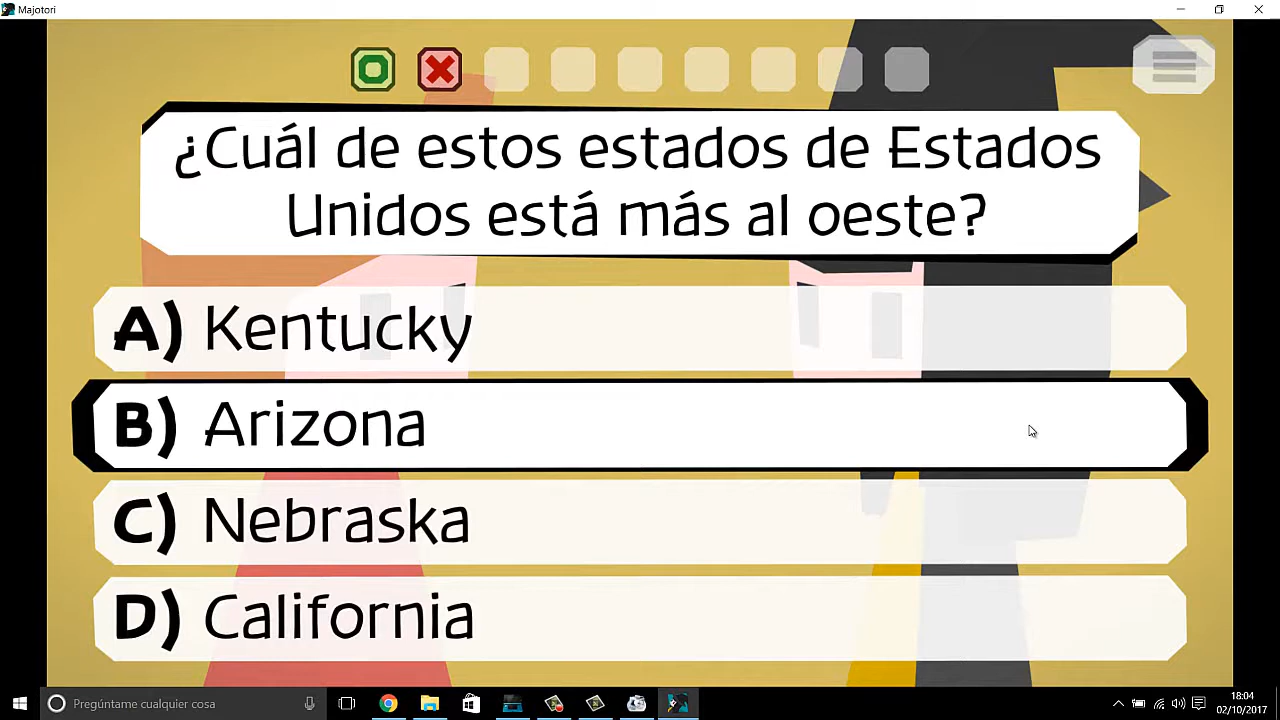 Majotori
¿Cuál de estos estados de Estados
Unidos está más al oeste?
A) Kentucky
B) Arizona
C) Nebraska
D) California
Pregúntame cualquier cosa
18:04
02/10/2017